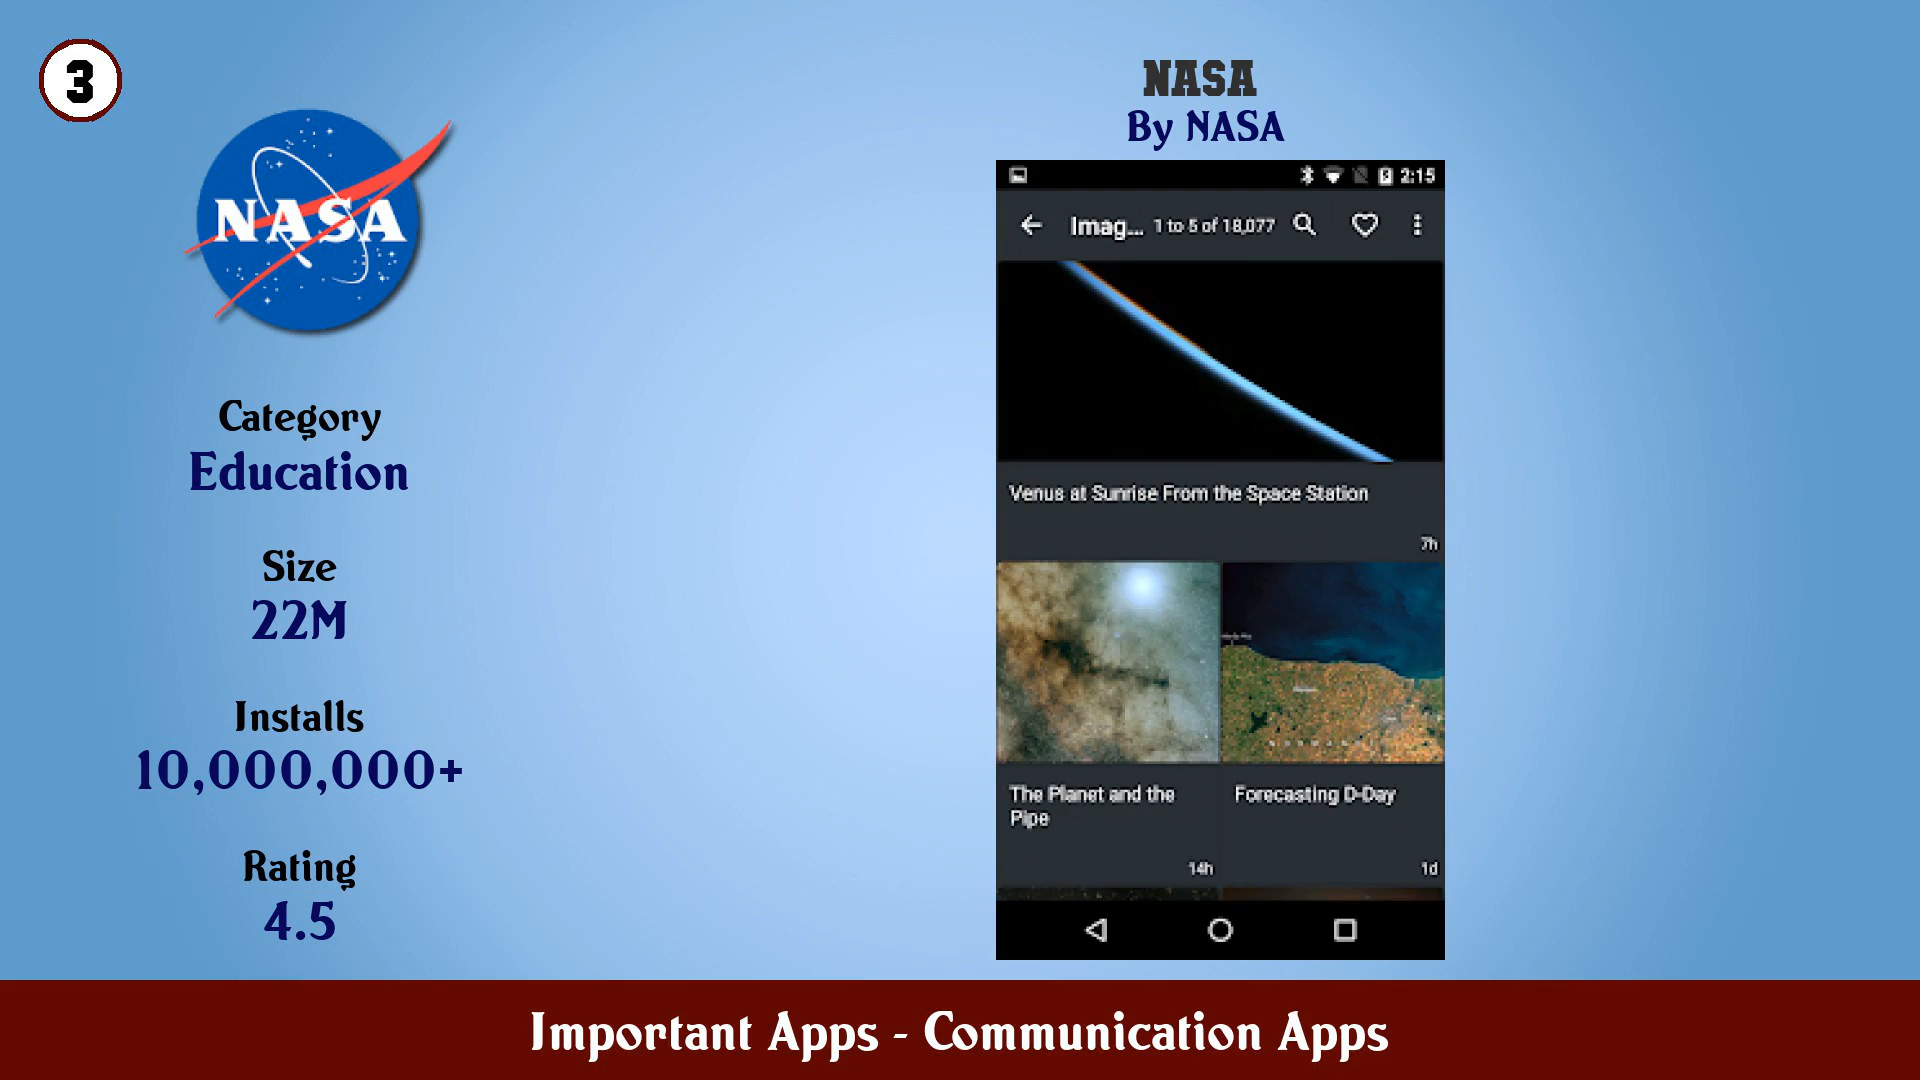 3
NASA
By NASA
NASA
Category
Education
Size
22M
Installs
10,000,000+
Rating
4.5
2:15
Imag... 1 to 5 of 18,077
Venus at Sunrise From the Space Station
7h
The Planet and the
Pipe
14h
Forecasting D-Day
1d
Important Apps - Communication Apps